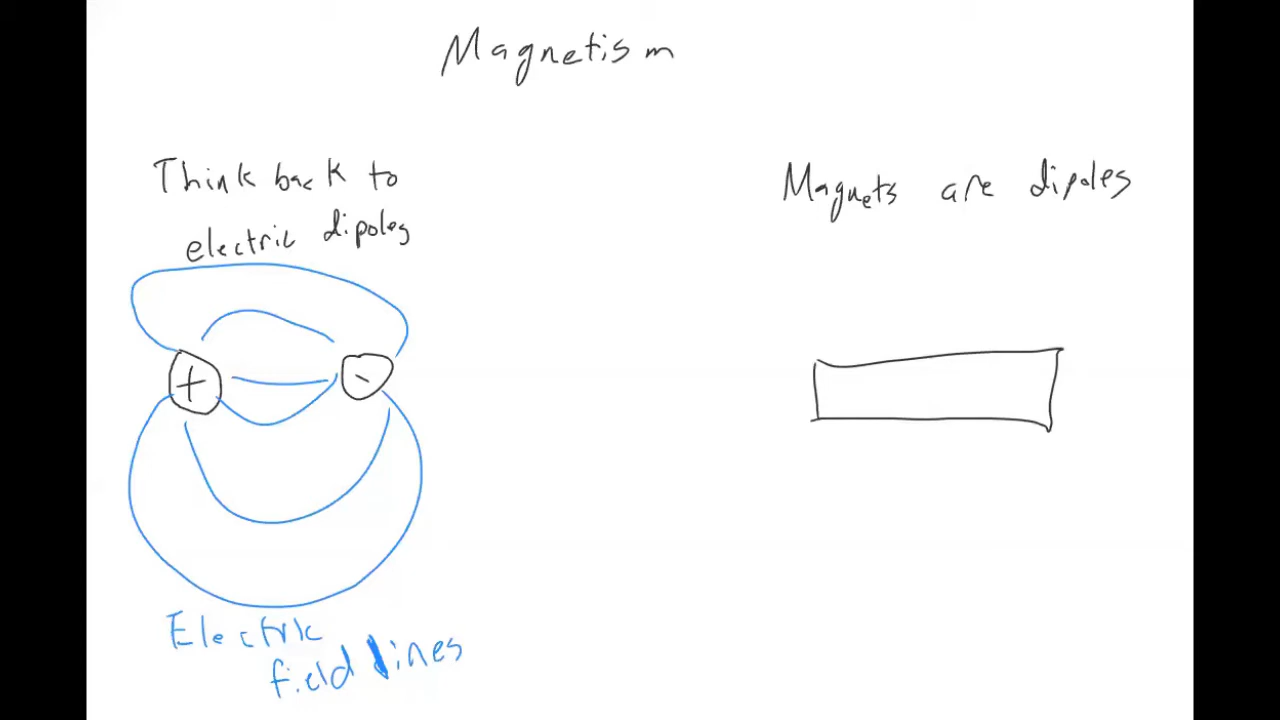 Magnetism
Think back to
electric dipoles
+ -
Electric
field lines
Magnets are dipoles